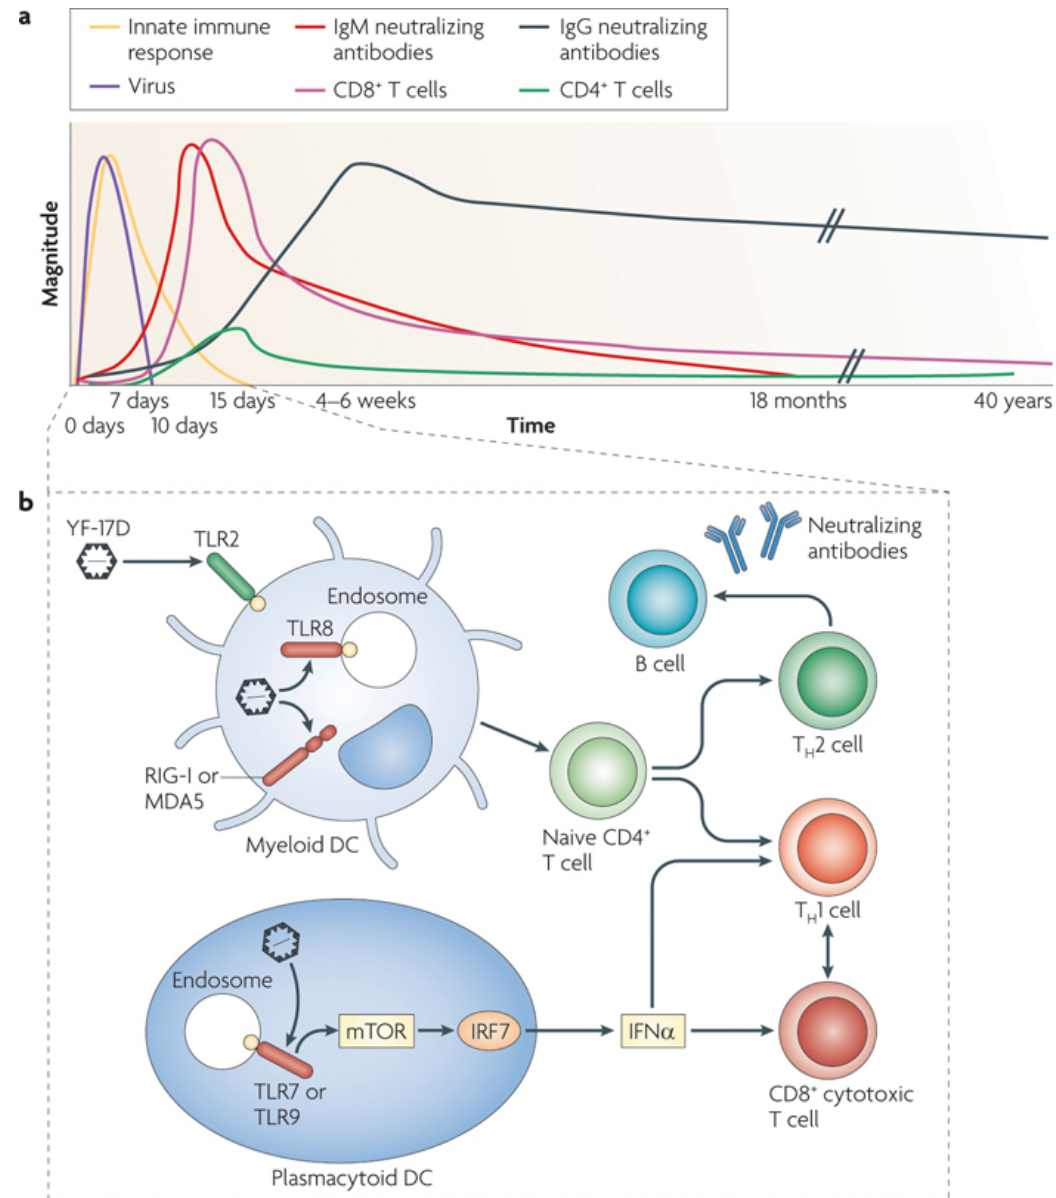 a
Innate immune
response
IgM neutralizing
antibodies
IgG neutralizing
antibodies
Virus
CD8⁺ T cells
CD4⁺ T cells
Magnitude
7 days
15 days
4–6 weeks
18 months
40 years
0 days
10 days
Time
b
YF-17D
TLR2
Neutralizing
antibodies
Endosome
TLR8
B cell
TH2 cell
RIG-I or
MDA5
Myeloid DC
Naive CD4⁺
T cell
TH1 cell
Endosome
mTOR
IRF7
IFNα
TLR7 or
TLR9
CD8⁺ cytotoxic
T cell
Plasmacytoid DC